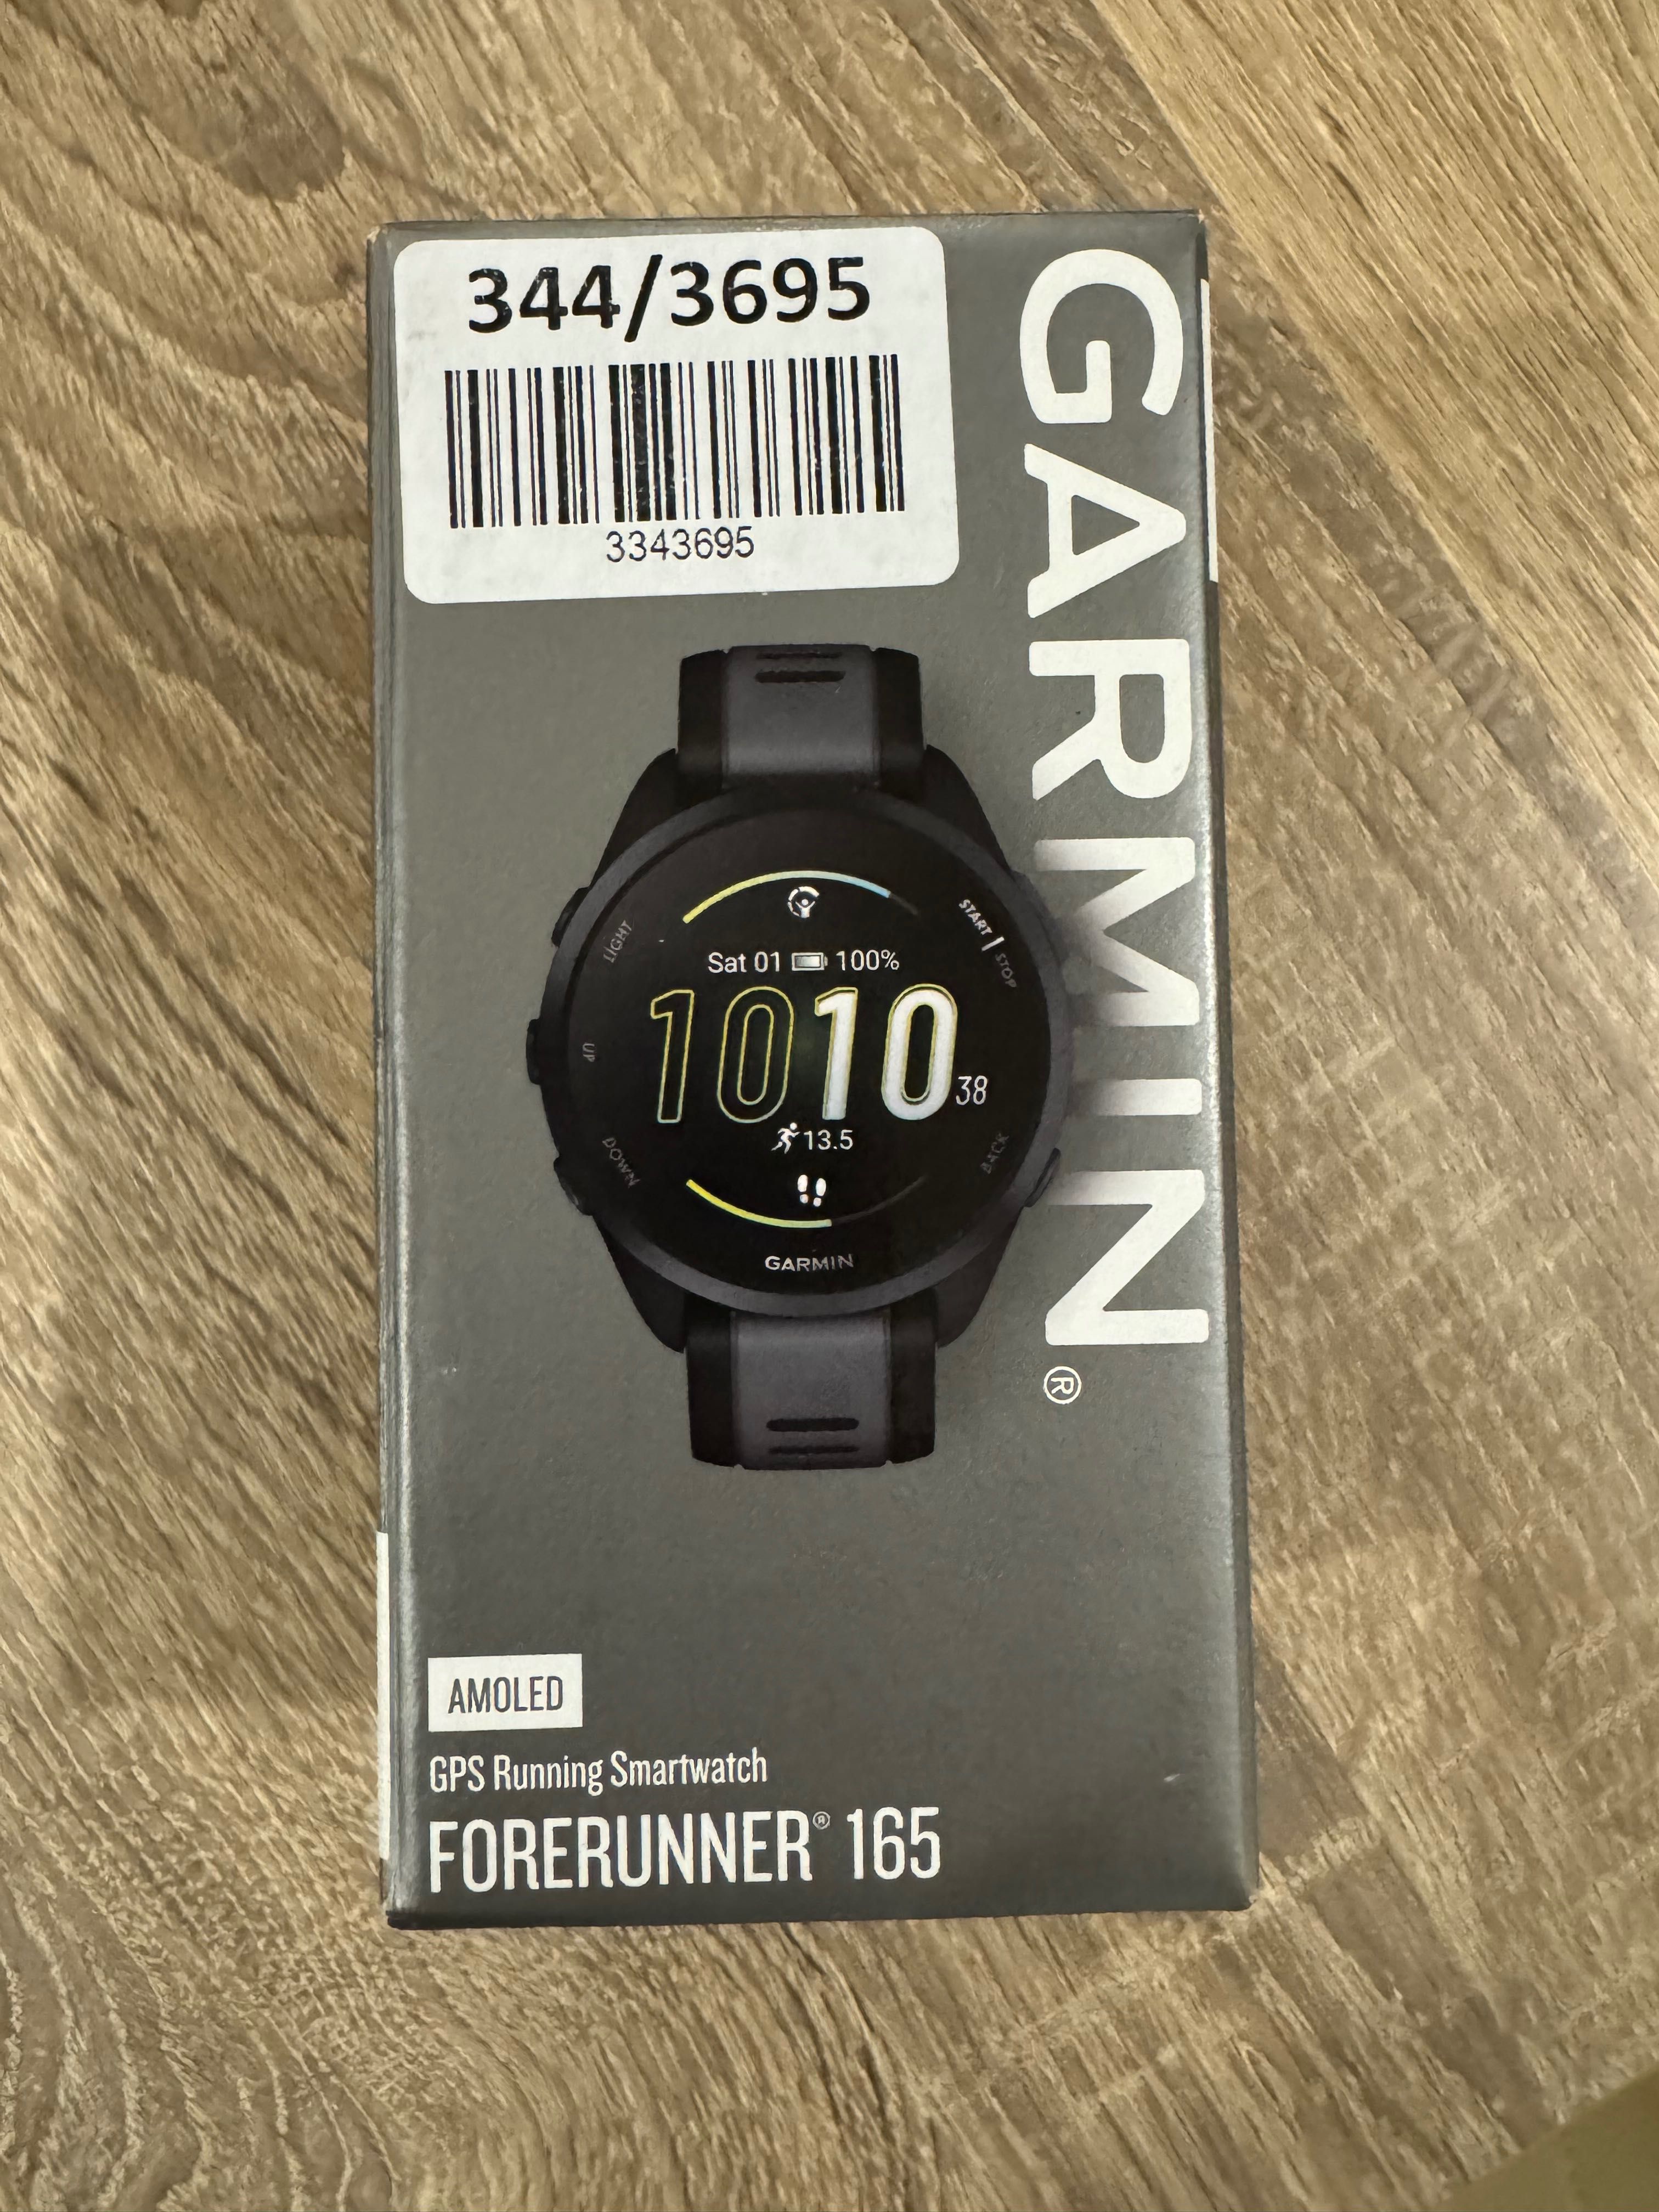 344/3695
3343695
GARMIN®
LIGHT
START | STOP
Sat 01 100%
1010 38
UP
13.5
DOWN
BACK
GARMIN
AMOLED
GPS Running Smartwatch
FORERUNNER® 165